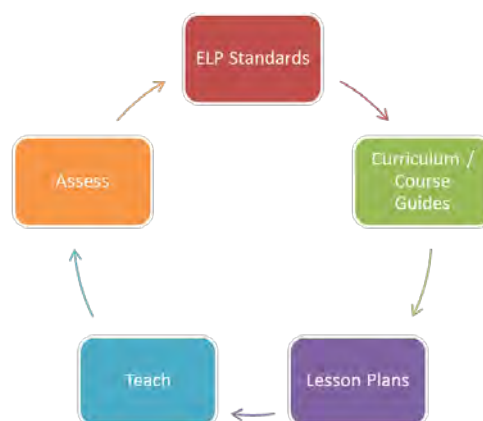 ELP Standards
Curriculum /
Course
Guides
Lesson Plans
Teach
Assess